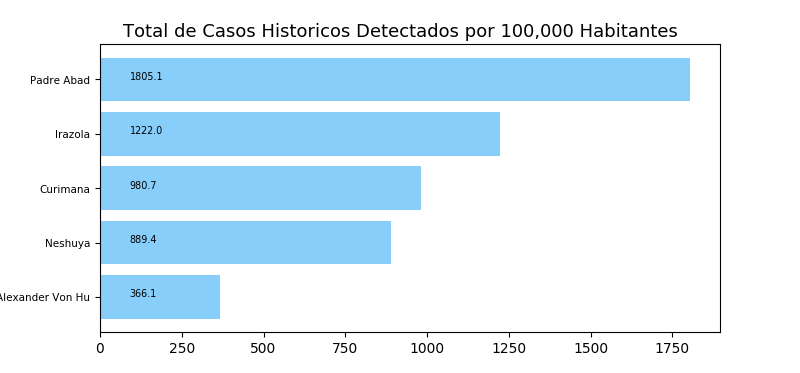 Total de Casos Historicos Detectados por 100,000 Habitantes
Padre Abad 1805.1
Irazola 1222.0
Curimana 980.7
Neshuya 889.4
Alexander Von Hu 366.1
0 250 500 750 1000 1250 1500 1750